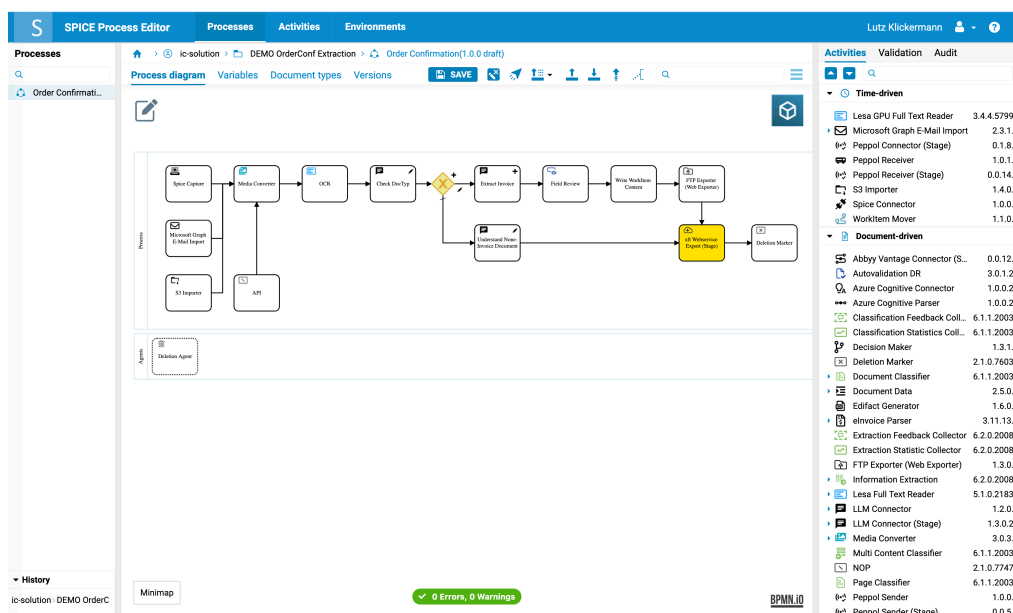 S SPICE Process Editor Processes Activities Environments Lutz Klickermann
Processes
Order Confirmati...
History
ic-solution DEMO OrderC
ic-solution > DEMO OrderConf Extraction > Order Confirmation(1.0.0 draft)
Process diagram Variables Document types Versions SAVE
Process
Spice Capture
Media Converter
OCR
Check DocTyp
X
Extract Invoice
Field Review
Write WorkItem
Content
FTP Exporter
(Web Exporter)
Microsoft Graph
E-Mail Import
Understand None-
Invoice Document
xR Webservice
Export (Stage)
Deletion Marker
S3 Importer
API
Agents
Deletion Agent
Minimap
0 Errors, 0 Warnings
BPMN.iO
Activities Validation Audit
Time-driven
Lesa GPU Full Text Reader 3.4.4.5799
Microsoft Graph E-Mail Import 2.3.1.
Peppol Connector (Stage) 0.1.8.
Peppol Receiver 1.0.1.
Peppol Receiver (Stage) 0.0.14.
S3 Importer 1.4.0.
Spice Connector 1.0.0.
WorkItem Mover 1.1.0.
Document-driven
Abbyy Vantage Connector (S... 0.0.12.
Autovalidation DR 3.0.1.2
Azure Cognitive Connector 1.0.0.2
Azure Cognitive Parser 1.0.0.2
Classification Feedback Coll... 6.1.1.2003
Classification Statistics Coll... 6.1.1.2003
Decision Maker 1.3.1.
Deletion Marker 2.1.0.7603
Document Classifier 6.1.1.2003
Document Data 2.5.0.
Edifact Generator 1.6.0.
eInvoice Parser 3.11.13.
Extraction Feedback Collector 6.2.0.2008
Extraction Statistic Collector 6.2.0.2008
FTP Exporter (Web Exporter) 1.3.0.
Information Extraction 6.2.0.2008
Lesa Full Text Reader 5.1.0.2183
LLM Connector 1.2.0.
LLM Connector (Stage) 1.3.0.2
Media Converter 3.0.3.
Multi Content Classifier 6.1.1.2003
NOP 2.1.0.7747
Page Classifier 6.1.1.2003
Peppol Sender 1.0.0.
Peppol Sender (Stage) 0.0.5.